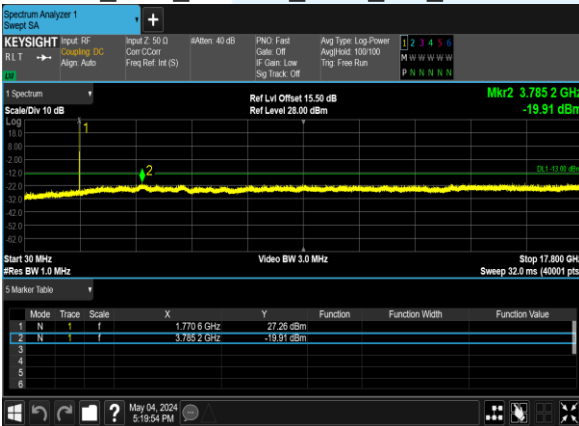 Spectrum Analyzer 1
Swept SA
+
KEYSIGHT Input: RF Input Z: 50 Ω #Atten: 40 dB PNO: Fast Avg Type: Log-Power 1 2 3 4 5 6
RLT Coupling: DC Corr CCorr Gate: Off Avg|Hold: 100/100 M W W W W W
Align: Auto Freq Ref: Int (S) IF Gain: Low Trig: Free Run
Sig Track: Off P N N N N N
LV
1 Spectrum Ref Lvl Offset 15.50 dB Mkr2 3.785 2 GHz
Scale/Div 10 dB Ref Level 28.00 dBm -19.91 dBm
Log
18.0
8.00
-2.00
-12.0
-22.0
-32.0
-42.0
-52.0
-62.0
1
2
DL1 -13.00 dBm
Start 30 MHz Video BW 3.0 MHz Stop 17.800 GHz
#Res BW 1.0 MHz Sweep 32.0 ms (40001 pts)
5 Marker Table
Mode Trace Scale X Y Function Function Width Function Value
1 N 1 f 1.770 6 GHz 27.26 dBm
2 N 1 f 3.785 2 GHz -19.91 dBm
3
4
5
6
? May 04, 2024
5:19:54 PM